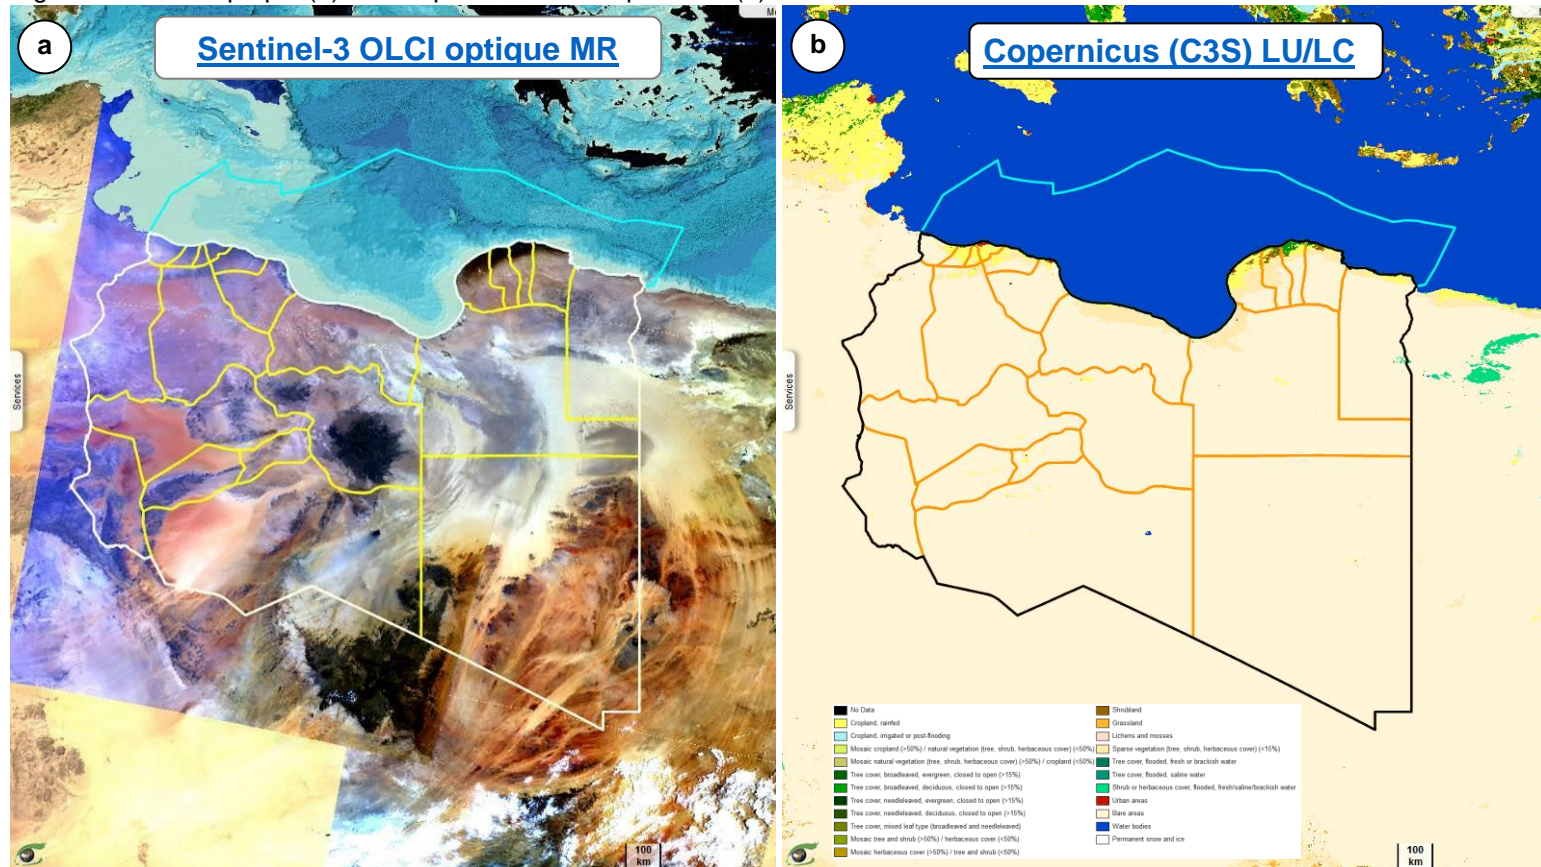 a
Sentinel-3 OLCI optique MR
b
Copernicus (C3S) LU/LC
Services
Services
No Data
Cropland, rainfed
Cropland, irrigated or post-flooding
Mosaic cropland (>50%) / natural vegetation (tree, shrub, herbaceous cover) (<50%)
Mosaic natural vegetation (tree, shrub, herbaceous cover) (>50%) / cropland (<50%)
Tree cover, broadleaved, evergreen, closed to open (>15%)
Tree cover, broadleaved, deciduous, closed to open (>15%)
Tree cover, needleleaved, evergreen, closed to open (>15%)
Tree cover, needleleaved, deciduous, closed to open (>15%)
Tree cover, mixed leaf type (broadleaved and needleleaved)
Mosaic tree and shrub (>50%) / herbaceous cover (<50%)
Mosaic herbaceous cover (>50%) / tree and shrub (<50%)
Shrubland
Grassland
Lichens and mosses
Sparse vegetation (tree, shrub, herbaceous cover) (<15%)
Tree cover, flooded, fresh or brackish water
Tree cover, flooded, saline water
Shrub or herbaceous cover, flooded, fresh/saline/brackish water
Urban areas
Bare areas
Water bodies
Permanent snow and ice
100
km
100
km